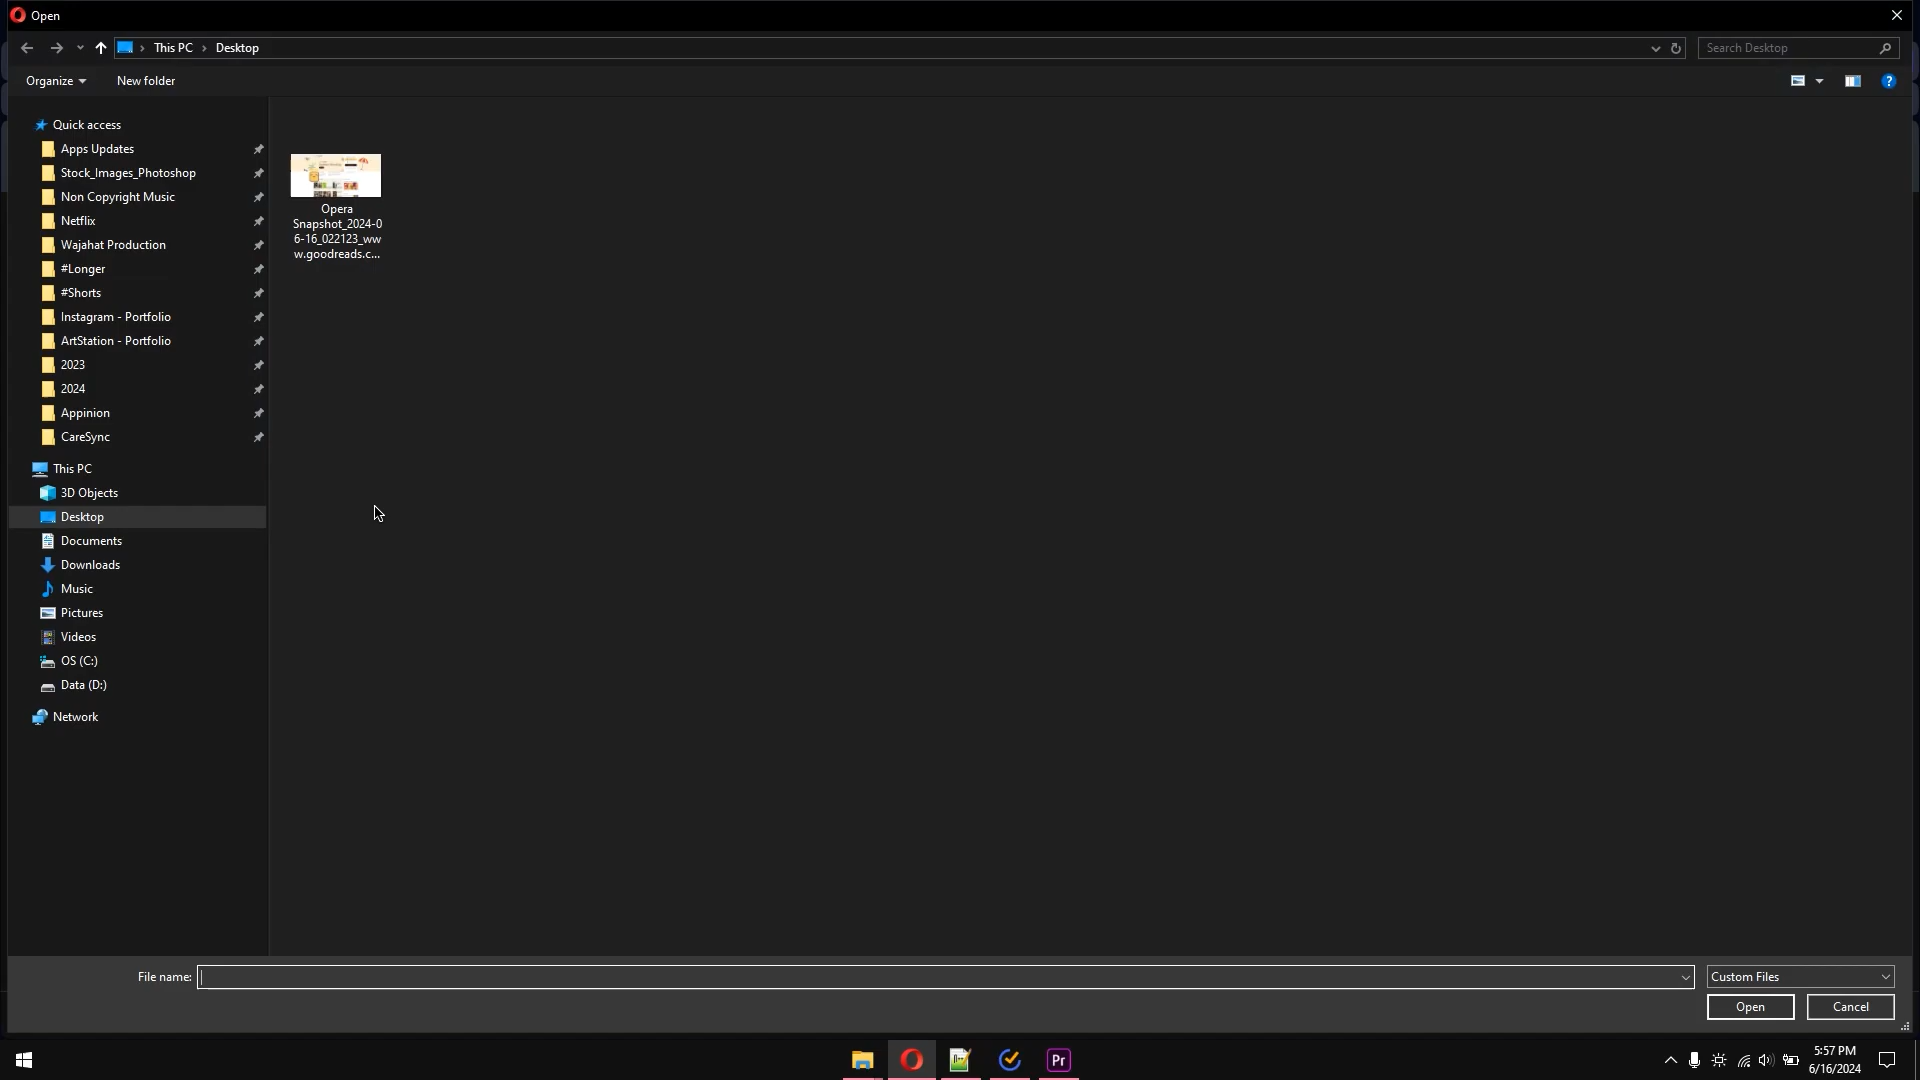 Open
This PC
Desktop
Search Desktop
Organize
New folder
?
Quick access
Apps Updates
Stock_Images_Photoshop
Non Copyright Music
Netflix
Wajahat Production
#Longer
#Shorts
Instagram - Portfolio
ArtStation - Portfolio
2023
2024
Appinion
CareSync
This PC
3D Objects
Desktop
Documents
Downloads
Music
Pictures
Videos
OS (C:)
Data (D:)
Network
Opera
Snapshot_2024-0
6-16_022123_ww
w.goodreads.c...
File name:
Custom Files
Open
Cancel
Pr
5:57 PM
6/16/2024